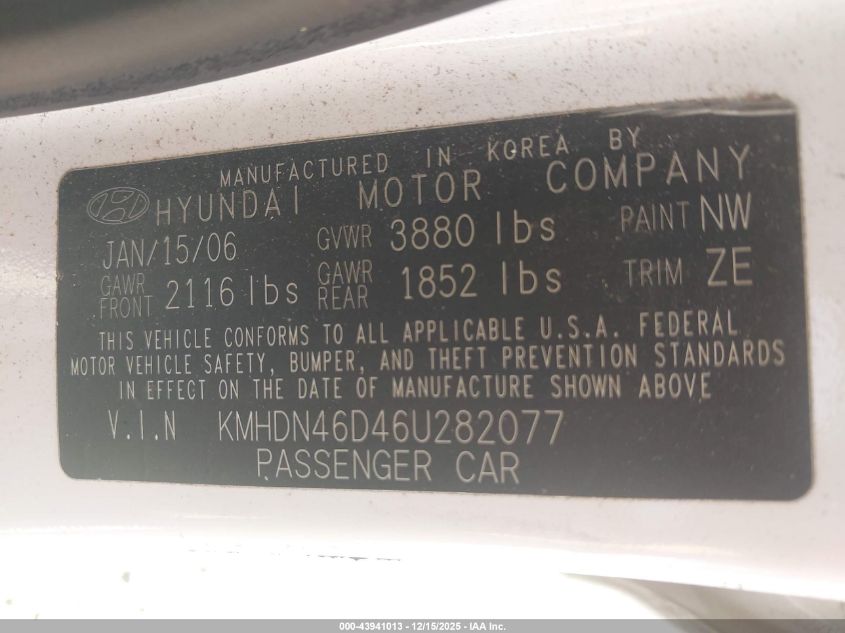 MANUFACTURED IN KOREA BY
HYUNDAI MOTOR COMPANY
JAN/15/06 GVWR 3880 lbs PAINT NW
GAWR FRONT 2116 lbs GAWR REAR 1852 lbs TRIM ZE
THIS VEHICLE CONFORMS TO ALL APPLICABLE U.S.A. FEDERAL
MOTOR VEHICLE SAFETY, BUMPER, AND THEFT PREVENTION STANDARDS
IN EFFECT ON THE DATE OF MANUFACTURE SHOWN ABOVE
V.I.N KMHDN46D46U282077
PASSENGER CAR
000-43941013 - 12/15/2025 - IAA Inc.